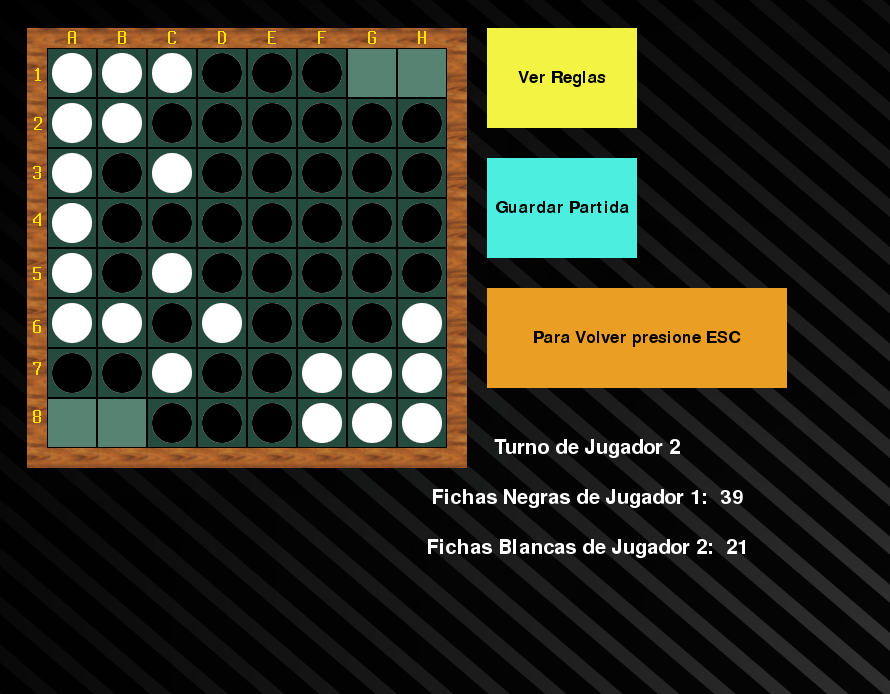 A B C D E F G H
1
2
3
4
5
6
7
8
Ver Reglas
Guardar Partida
Para Volver presione ESC
Turno de Jugador 2
Fichas Negras de Jugador 1: 39
Fichas Blancas de Jugador 2: 21